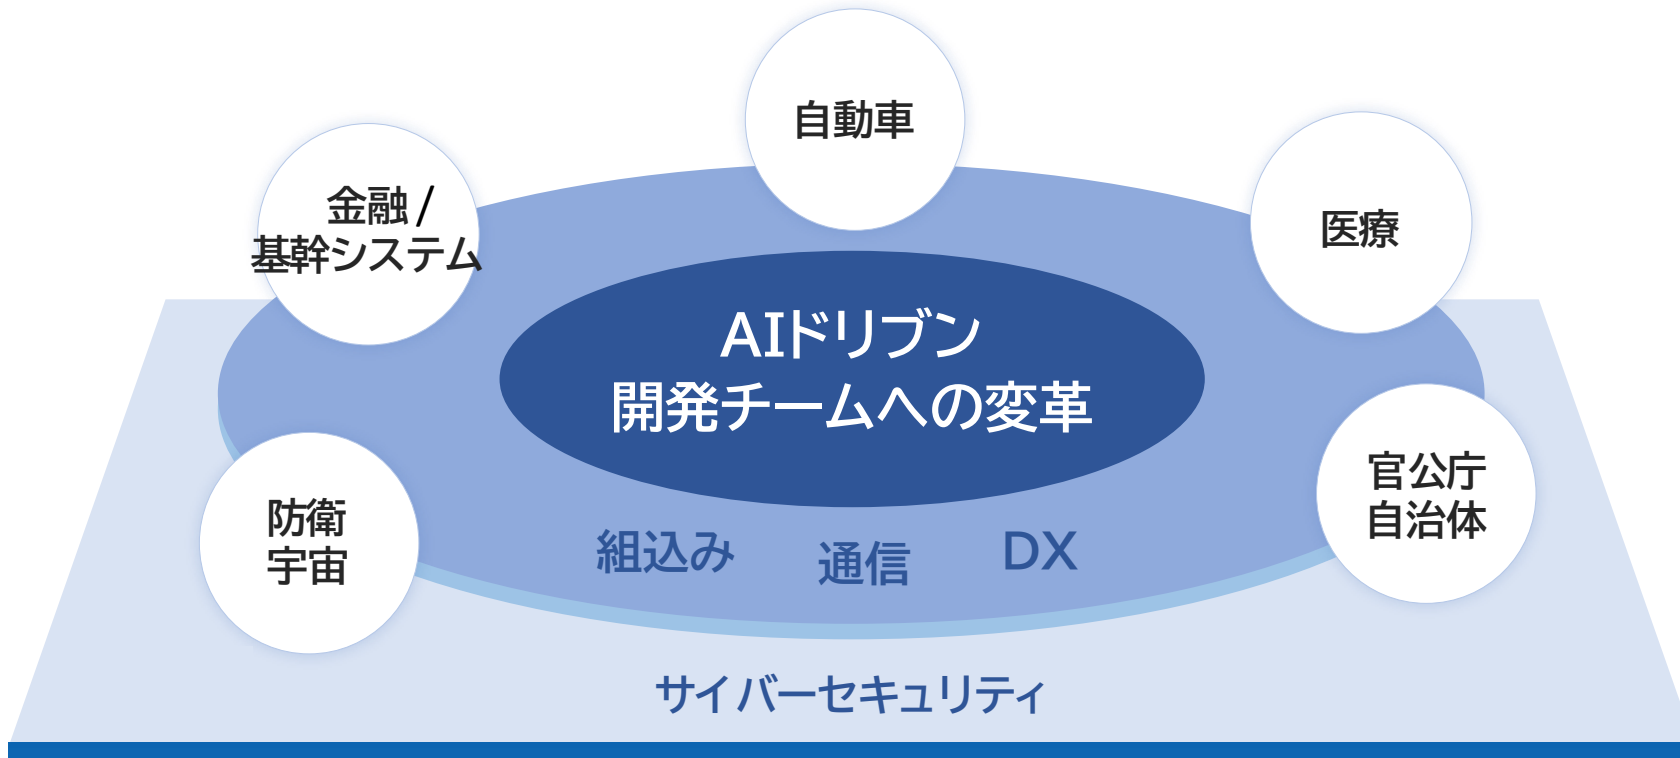 自動車
金融 /
基幹システム
医療
AIドリブン
開発チームへの変革
防衛
宇宙
官公庁
自治体
組込み
通信
DX
サイバーセキュリティ